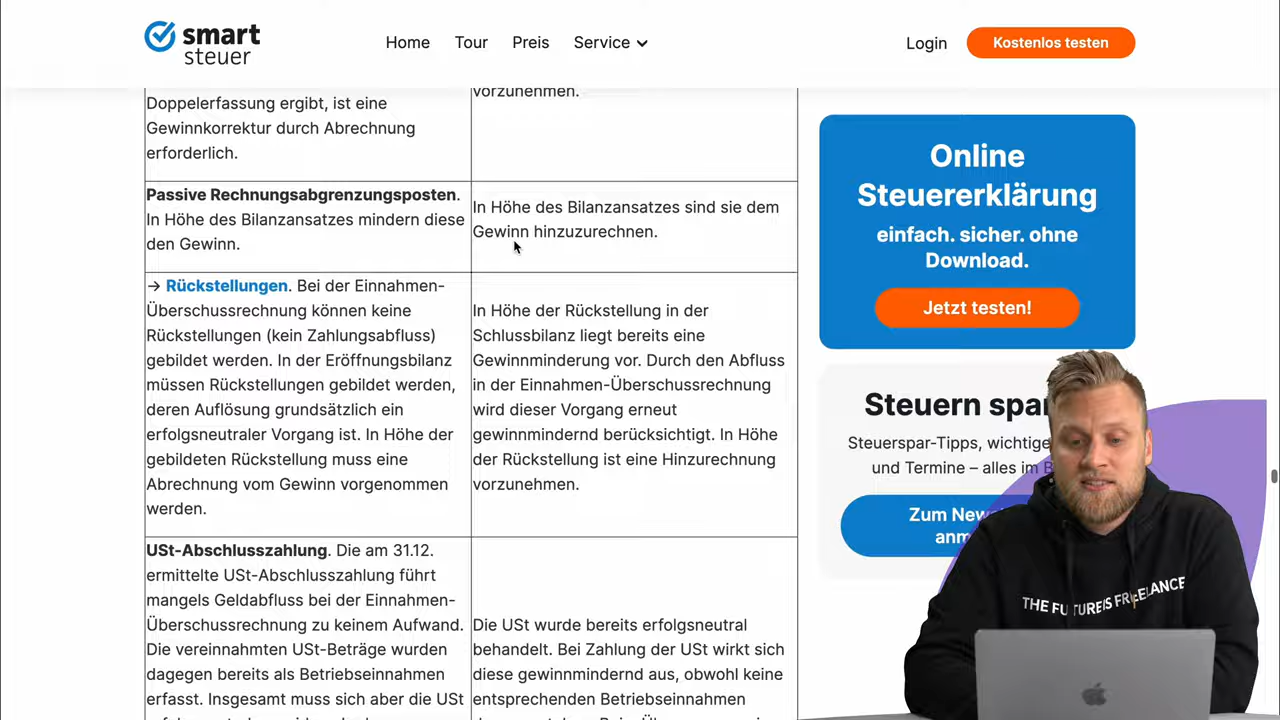 smart
steuer
Home
Tour
Preis
Service
Login
Kostenlos testen
Doppelerfassung ergibt, ist eine
Gewinnkorrektur durch Abrechnung
erforderlich.
vorzunehmen.
Passive Rechnungsabgrenzungsposten.
In Höhe des Bilanzansatzes mindern diese
den Gewinn.
In Höhe des Bilanzansatzes sind sie dem
Gewinn hinzuzurechnen.
→ Rückstellungen. Bei der Einnahmen-
Überschussrechnung können keine
Rückstellungen (kein Zahlungsabfluss)
gebildet werden. In der Eröffnungsbilanz
müssen Rückstellungen gebildet werden,
deren Auflösung grundsätzlich ein
erfolgsneutraler Vorgang ist. In Höhe der
gebildeten Rückstellung muss eine
Abrechnung vom Gewinn vorgenommen
werden.
In Höhe der Rückstellung in der
Schlussbilanz liegt bereits eine
Gewinnminderung vor. Durch den Abfluss
in der Einnahmen-Überschussrechnung
wird dieser Vorgang erneut
gewinnmindernd berücksichtigt. In Höhe
der Rückstellung ist eine Hinzurechnung
vorzunehmen.
USt-Abschlusszahlung. Die am 31.12.
ermittelte USt-Abschlusszahlung führt
mangels Geldabfluss bei der Einnahmen-
Überschussrechnung zu keinem Aufwand.
Die vereinnahmten USt-Beträge wurden
dagegen bereits als Betriebseinnahmen
erfasst. Insgesamt muss sich aber die USt
Die USt wurde bereits erfolgsneutral
behandelt. Bei Zahlung der USt wirkt sich
diese gewinnmindernd aus, obwohl keine
entsprechenden Betriebseinnahmen
Online
Steuererklärung
einfach. sicher. ohne
Download.
Jetzt testen!
Steuern spar
Steuerspar-Tipps, wichtige
und Termine – alles im B
Zum New
anm
THE FUTURE IS FREELANCE